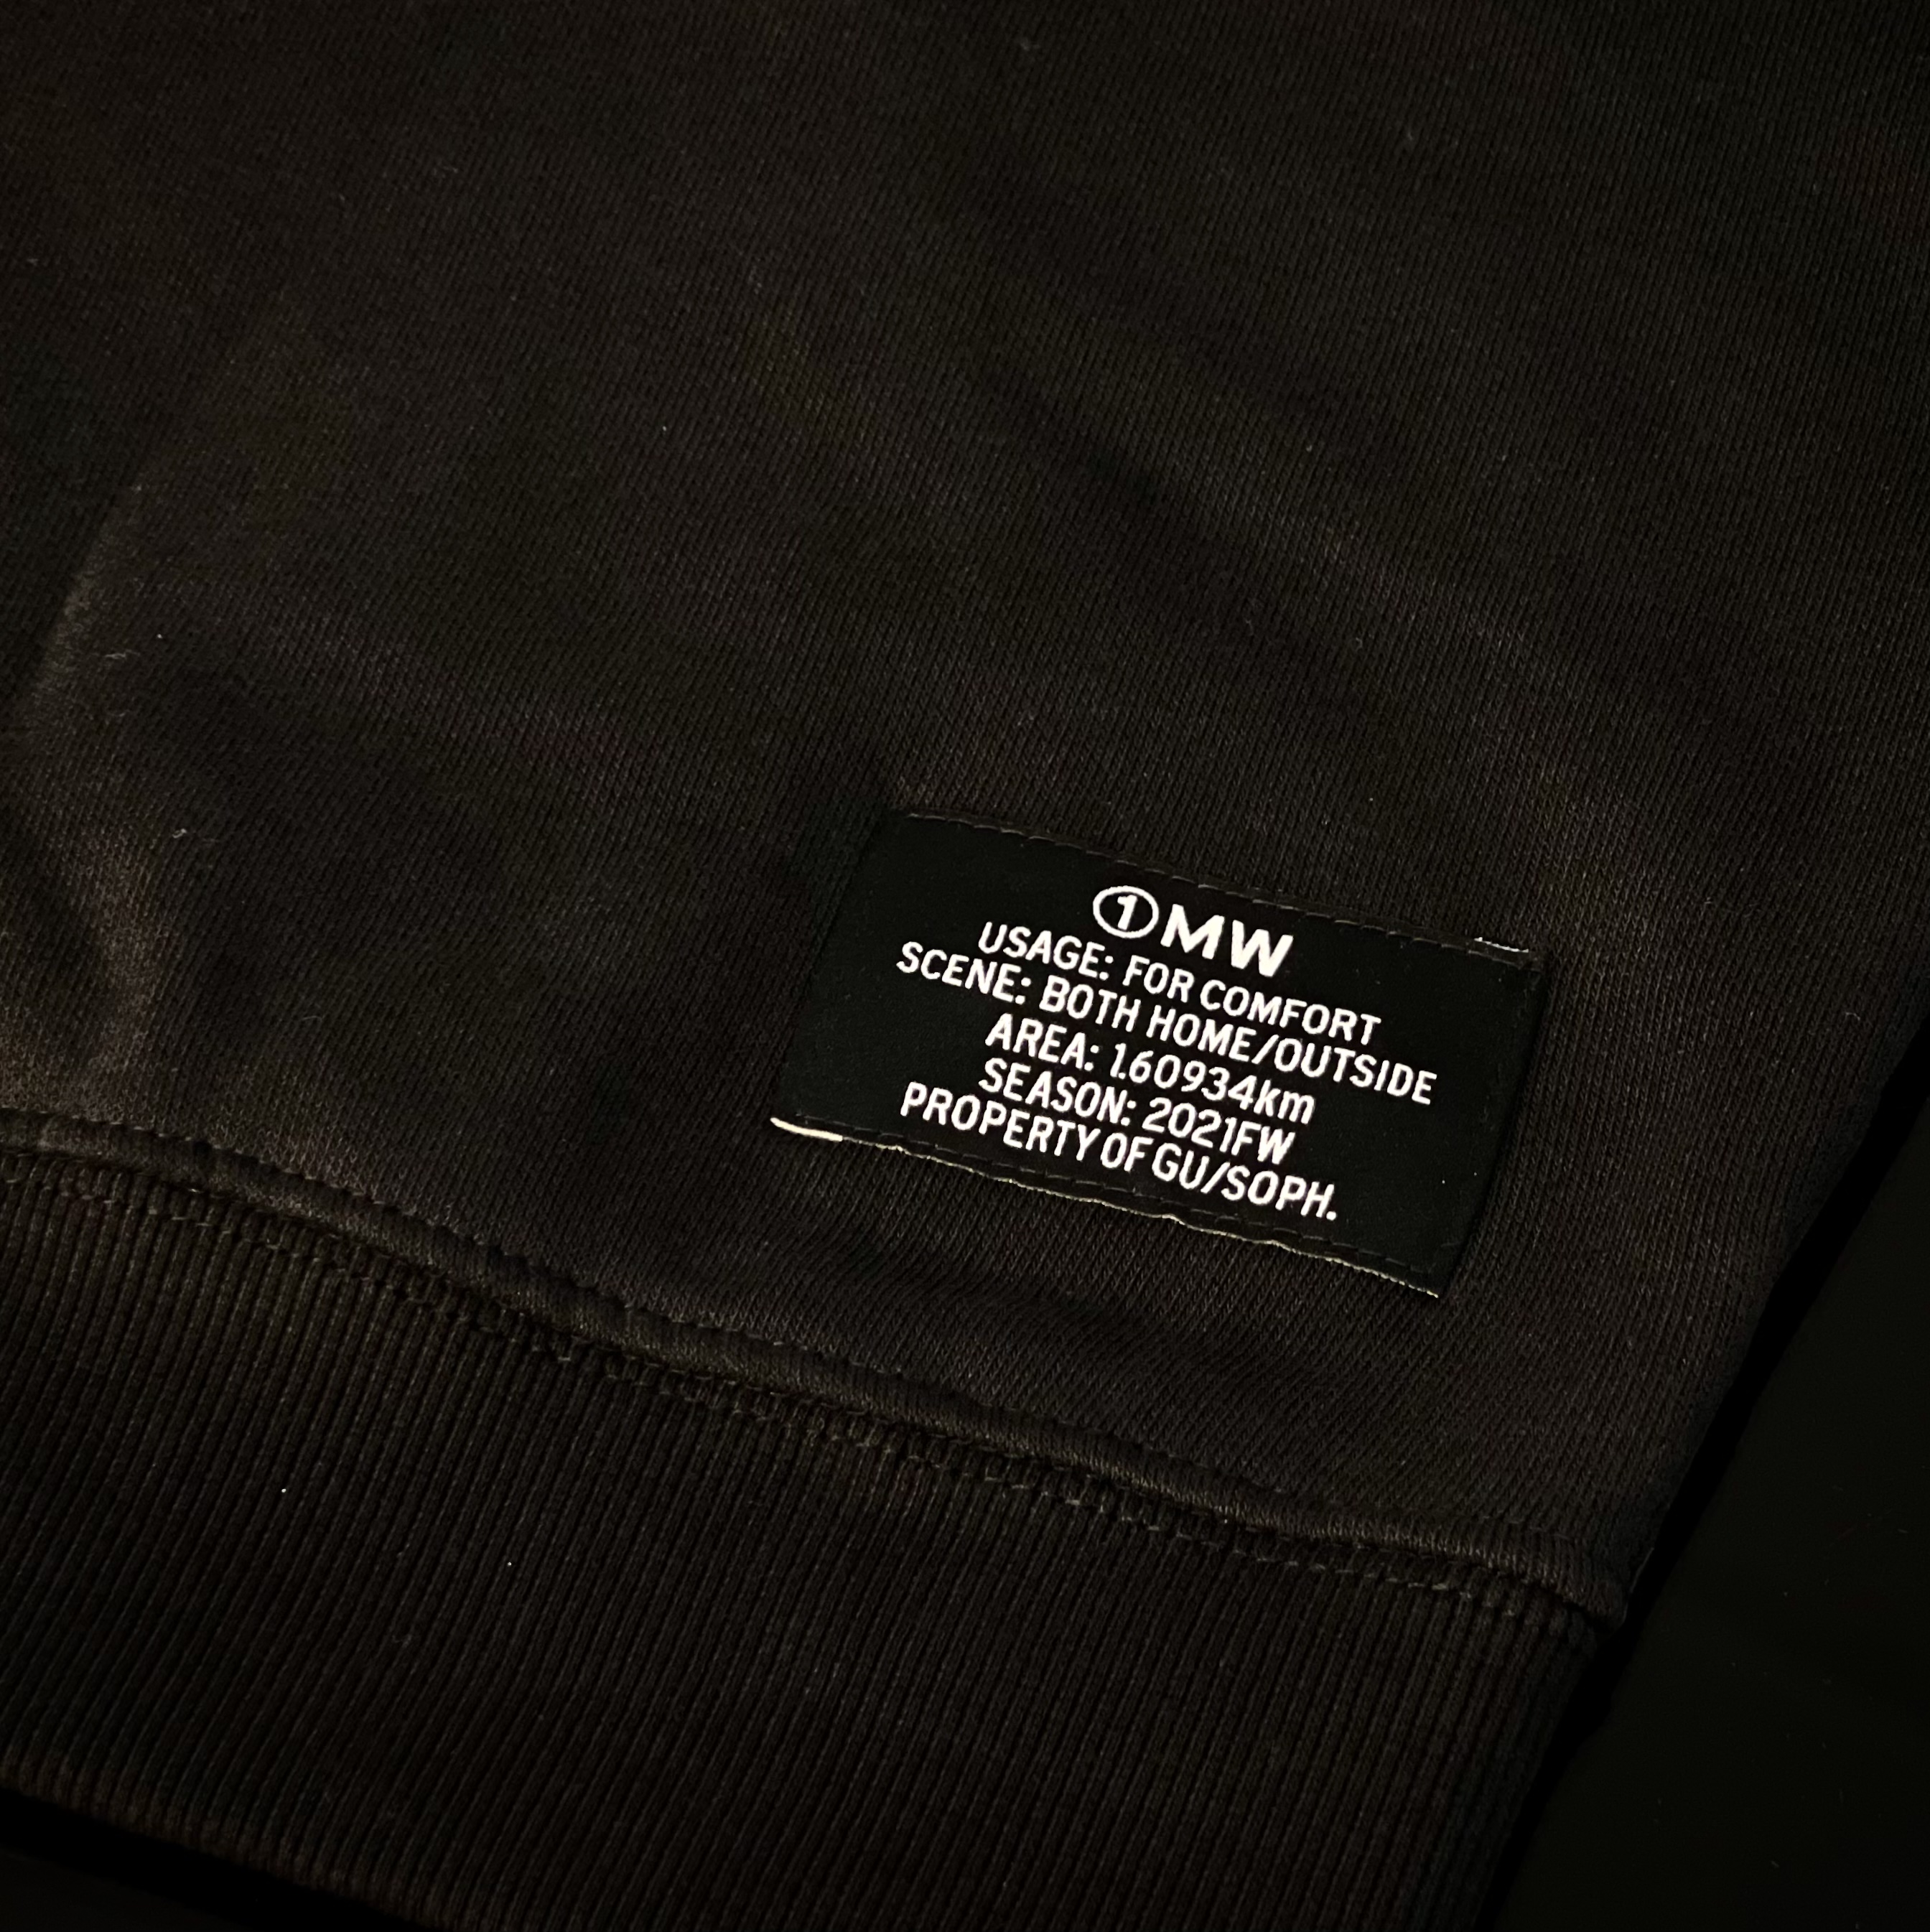 ①MW
USAGE: FOR COMFORT
SCENE: BOTH HOME/OUTSIDE
AREA: 1.60934km
SEASON: 2021FW
PROPERTY OF GU/SOPH.